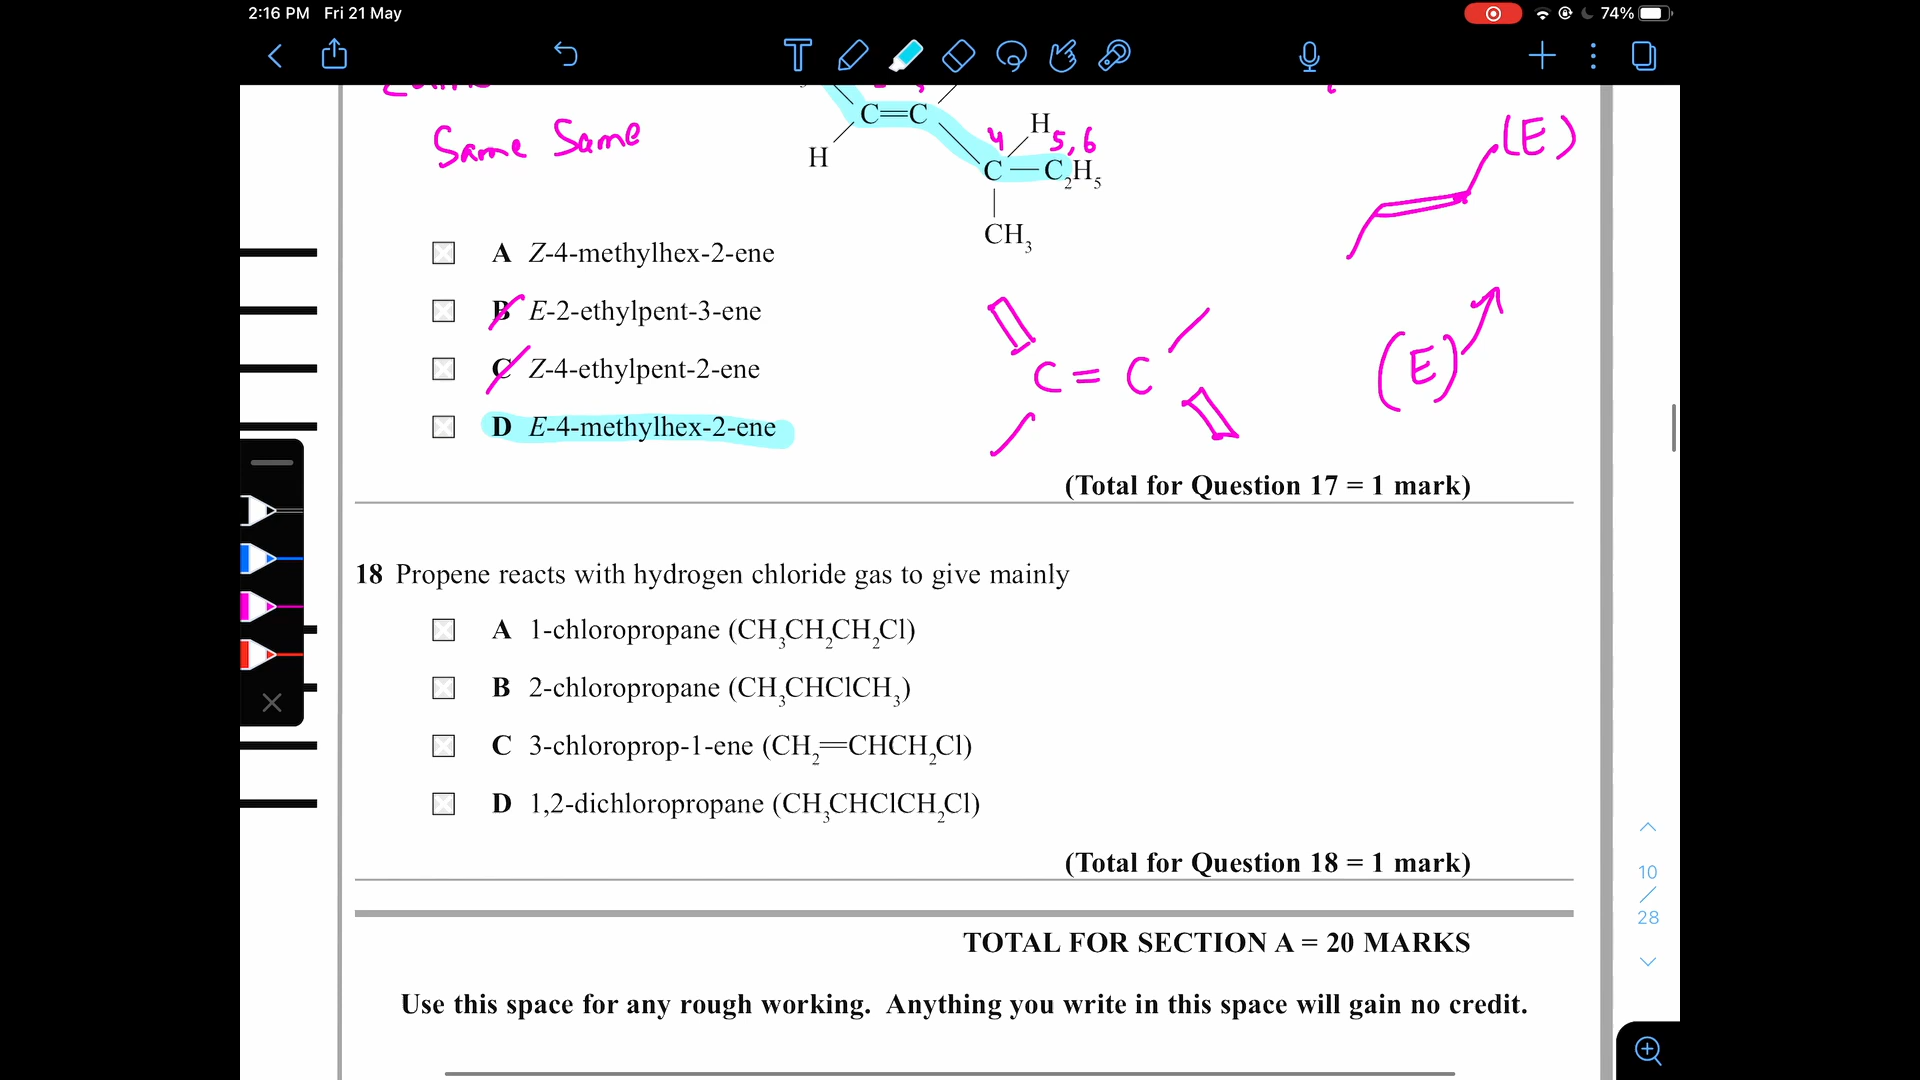 2:16 PM Fri 21 May
74%
Same Same
C=C
H
H
4
5, 6
C—C2H5
CH3
(E)
A Z-4-methylhex-2-ene
B E-2-ethylpent-3-ene
C Z-4-ethylpent-2-ene
D E-4-methylhex-2-ene
C = C
(E)
(Total for Question 17 = 1 mark)
18 Propene reacts with hydrogen chloride gas to give mainly
A 1-chloropropane (CH3CH2CH2Cl)
B 2-chloropropane (CH3CHClCH3)
C 3-chloroprop-1-ene (CH2=CHCH2Cl)
D 1,2-dichloropropane (CH3CHClCH2Cl)
(Total for Question 18 = 1 mark)
10
/
28
TOTAL FOR SECTION A = 20 MARKS
Use this space for any rough working. Anything you write in this space will gain no credit.